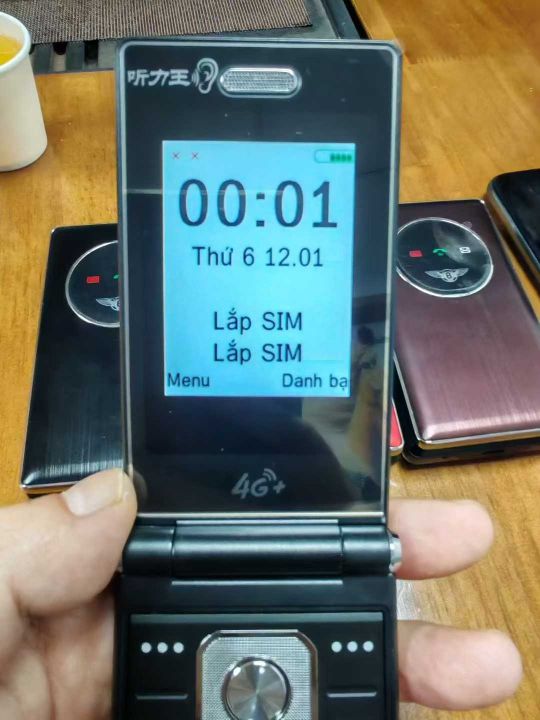 听力王
00:01
Thứ 6 12.01
Lắp SIM
Lắp SIM
Menu Danh bạ
4G+